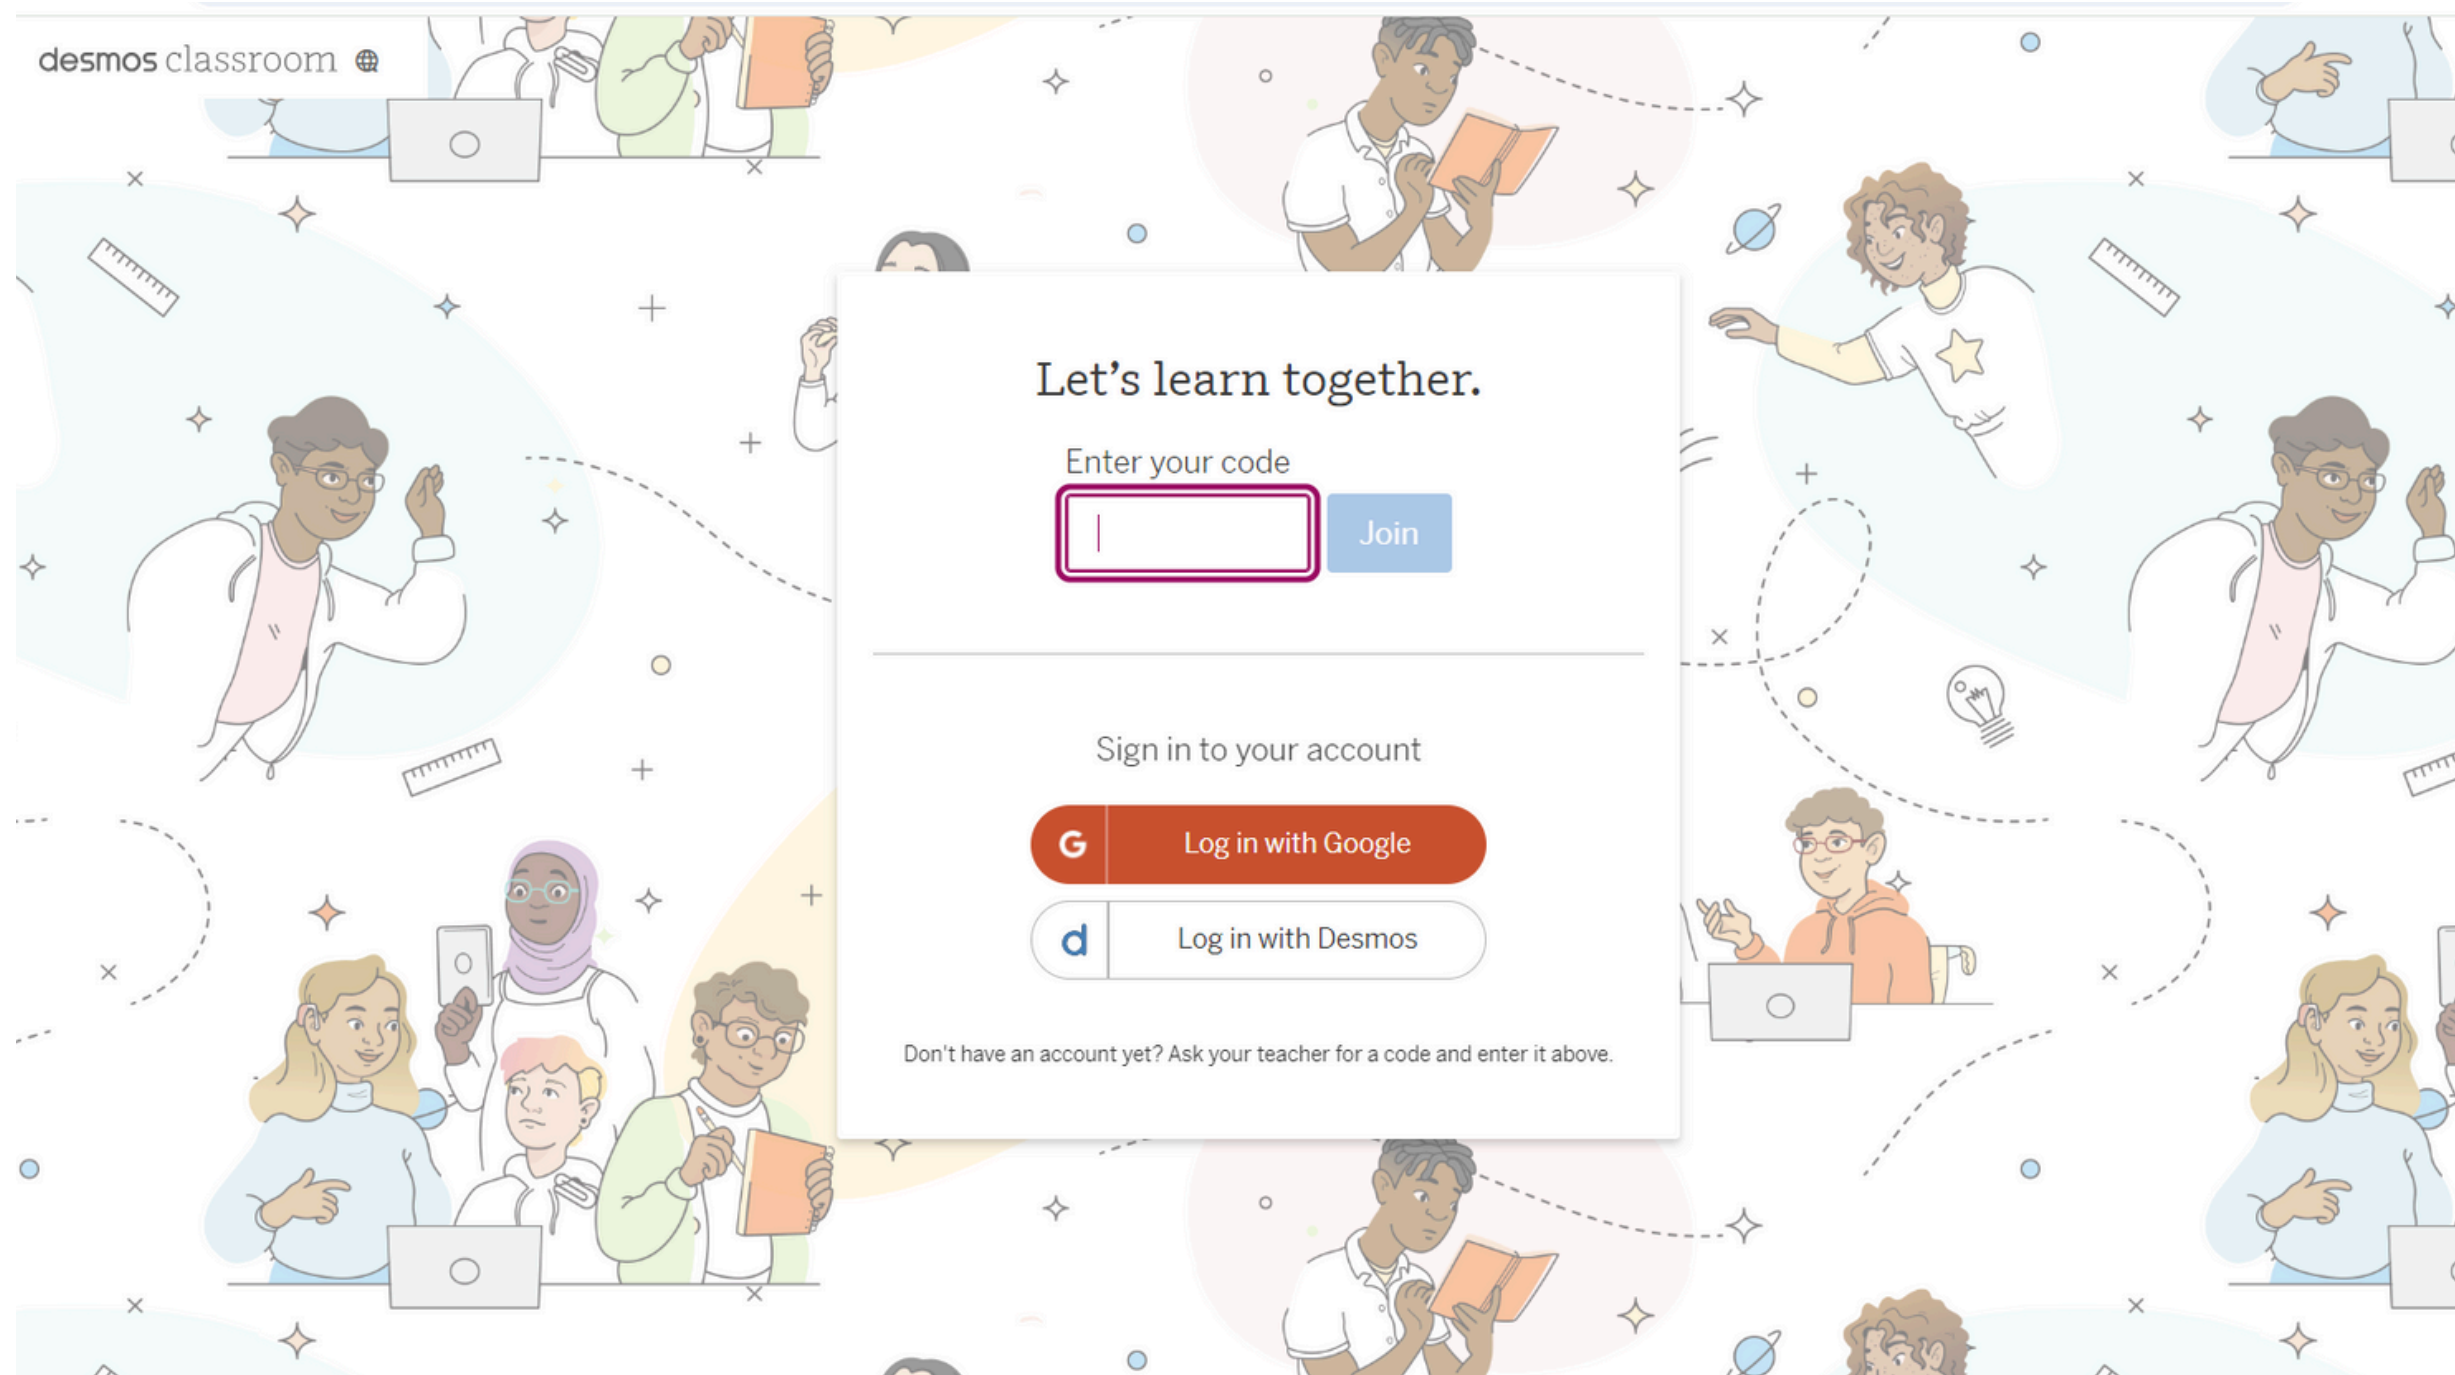 desmos classroom
Let's learn together.
Enter your code
Join
Sign in to your account
G Log in with Google
d Log in with Desmos
Don't have an account yet? Ask your teacher for a code and enter it above.